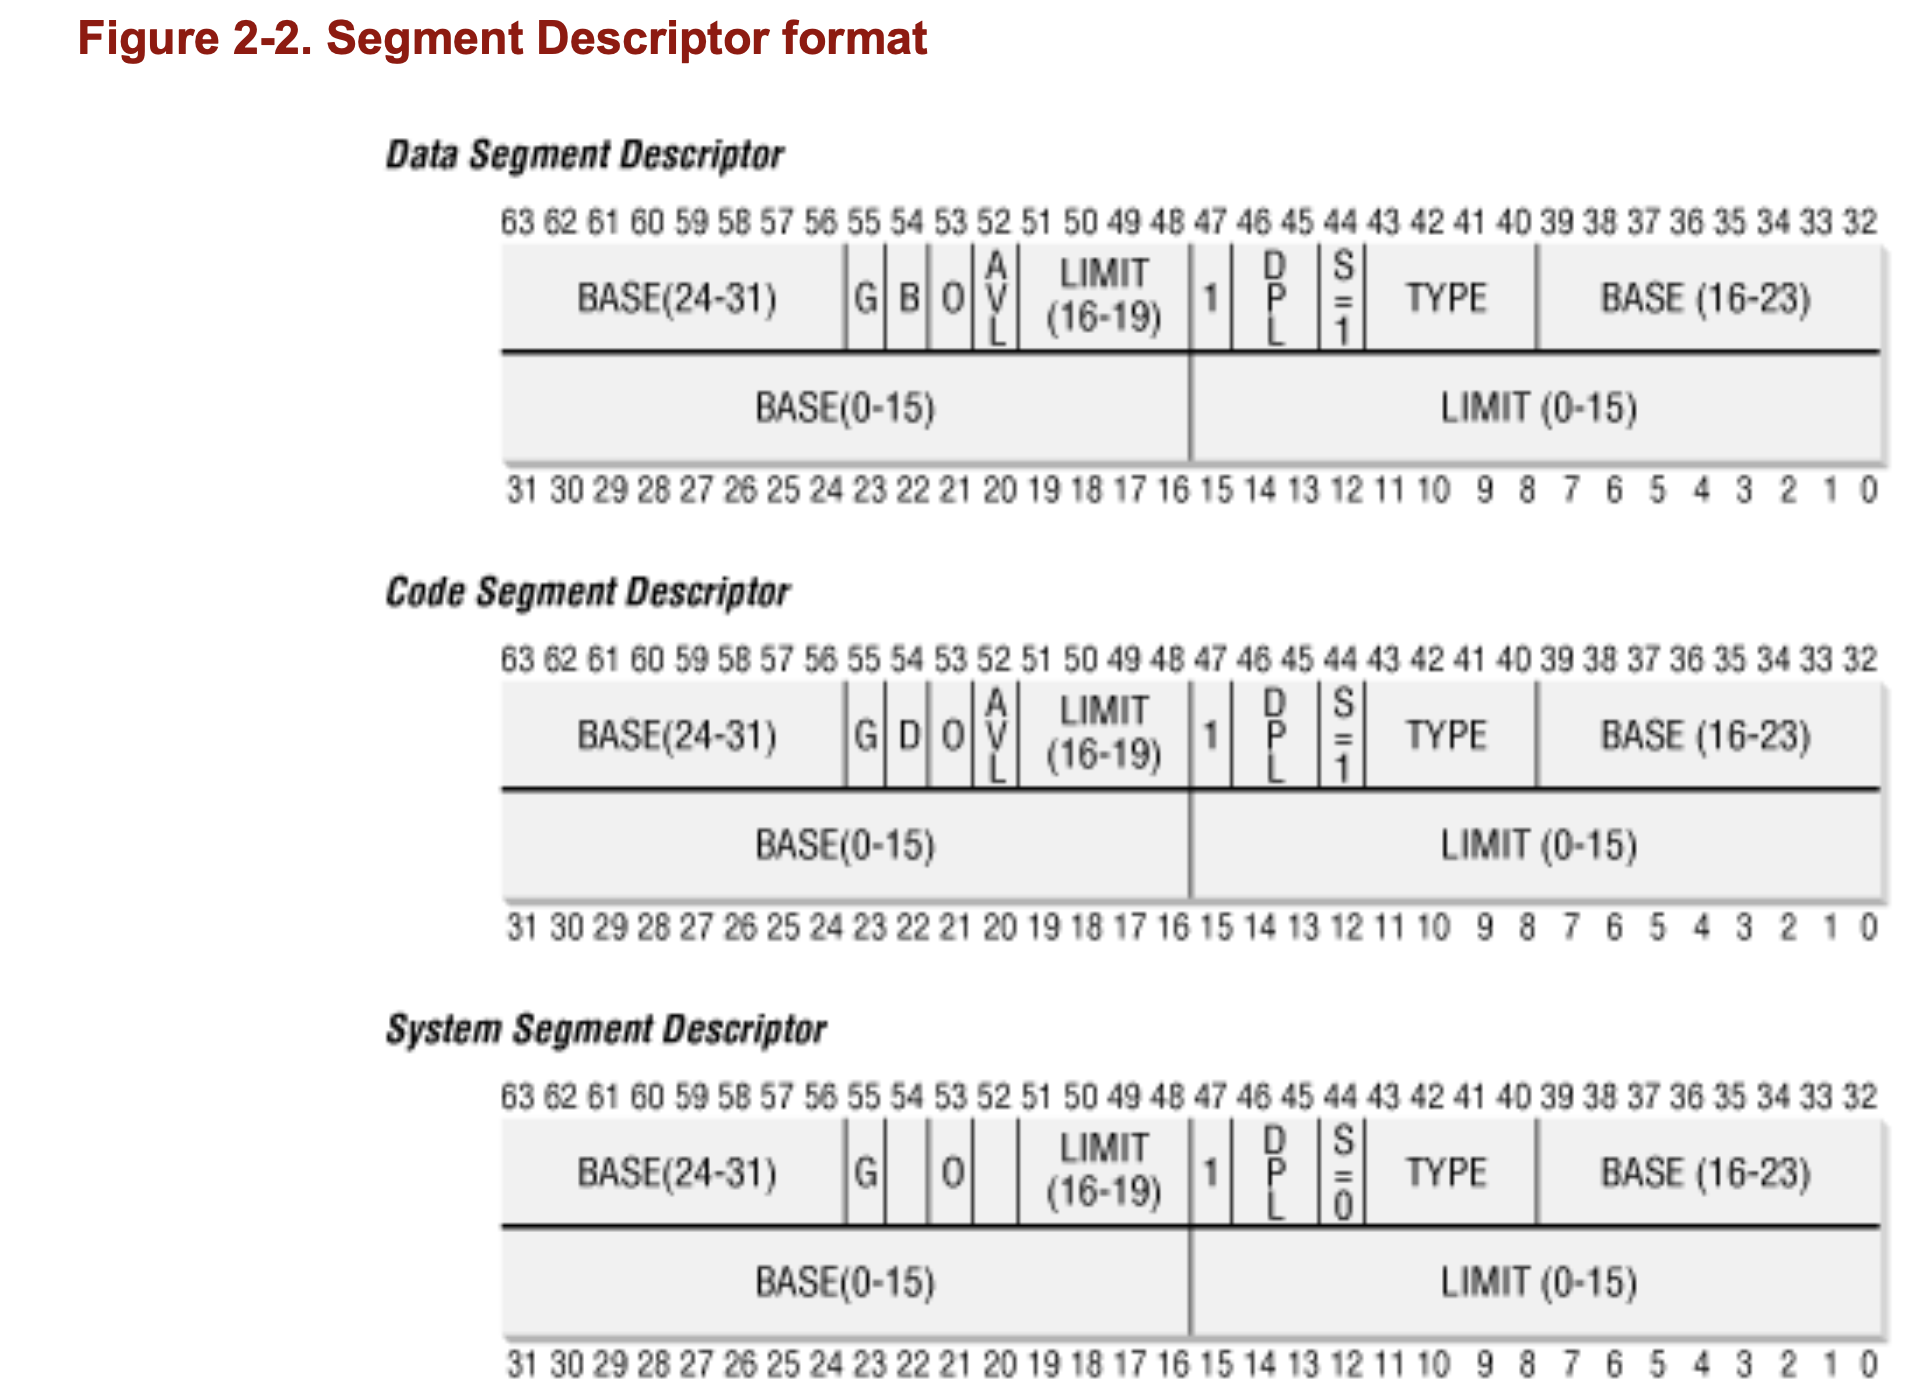 Figure 2-2. Segment Descriptor format
Data Segment Descriptor
63 62 61 60 59 58 57 56 55 54 53 52 51 50 49 48 47 46 45 44 43 42 41 40 39 38 37 36 35 34 33 32
BASE(24-31) G B 0 AVL LIMIT (16-19) 1 DPL S=1 TYPE BASE (16-23)
BASE(0-15) LIMIT (0-15)
31 30 29 28 27 26 25 24 23 22 21 20 19 18 17 16 15 14 13 12 11 10 9 8 7 6 5 4 3 2 1 0
Code Segment Descriptor
63 62 61 60 59 58 57 56 55 54 53 52 51 50 49 48 47 46 45 44 43 42 41 40 39 38 37 36 35 34 33 32
BASE(24-31) G D 0 AVL LIMIT (16-19) 1 DPL S=1 TYPE BASE (16-23)
BASE(0-15) LIMIT (0-15)
31 30 29 28 27 26 25 24 23 22 21 20 19 18 17 16 15 14 13 12 11 10 9 8 7 6 5 4 3 2 1 0
System Segment Descriptor
63 62 61 60 59 58 57 56 55 54 53 52 51 50 49 48 47 46 45 44 43 42 41 40 39 38 37 36 35 34 33 32
BASE(24-31) G 0 LIMIT (16-19) 1 DPL S=0 TYPE BASE (16-23)
BASE(0-15) LIMIT (0-15)
31 30 29 28 27 26 25 24 23 22 21 20 19 18 17 16 15 14 13 12 11 10 9 8 7 6 5 4 3 2 1 0